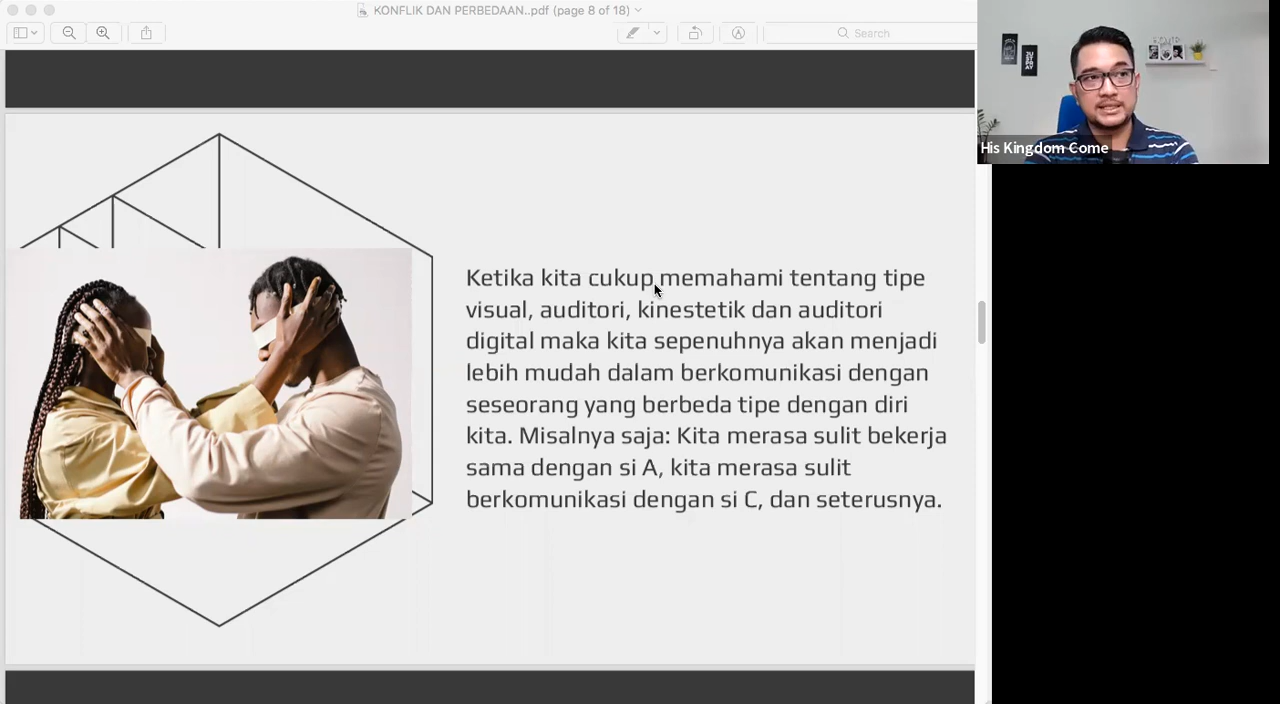 KONFLIK DAN PERBEDAAN..pdf (page 8 of 18)
Search
JUST
PRAY
His Kingdom Come
Ketika kita cukup memahami tentang tipe
visual, auditori, kinestetik dan auditori
digital maka kita sepenuhnya akan menjadi
lebih mudah dalam berkomunikasi dengan
seseorang yang berbeda tipe dengan diri
kita. Misalnya saja: Kita merasa sulit bekerja
sama dengan si A, kita merasa sulit
berkomunikasi dengan si C, dan seterusnya.